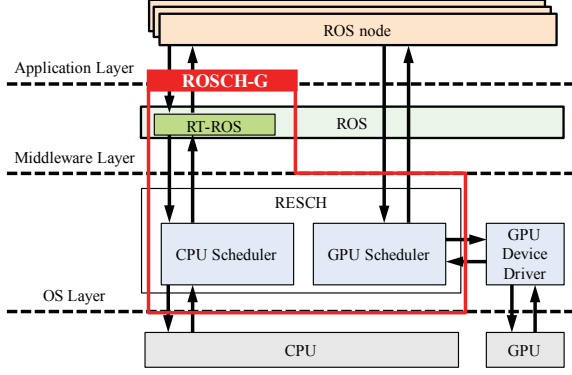 ROS node
Application Layer
ROSCH-G
RT-ROS
ROS
Middleware Layer
RESCH
CPU Scheduler
GPU Scheduler
GPU
Device
Driver
OS Layer
CPU
GPU